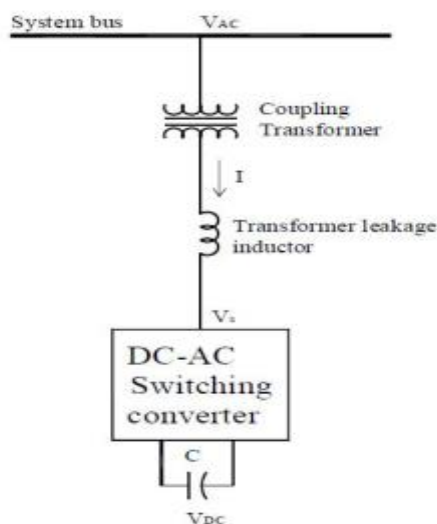 System bus
VAC
Coupling
Transformer
I
Transformer leakage
inductor
Vs
DC-AC
Switching
converter
C
VDC